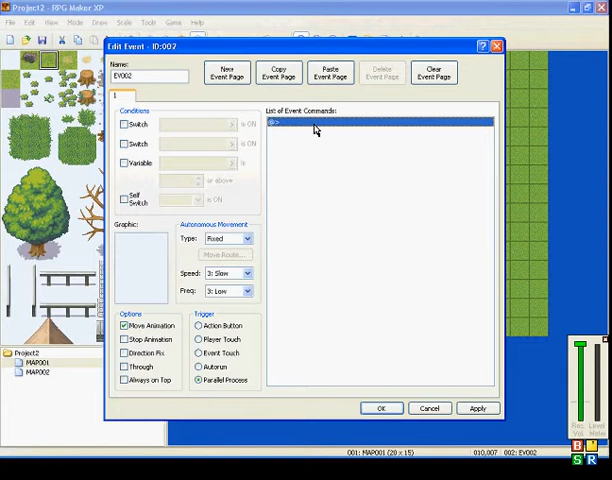 Project2 - RPG Maker XP
File Edit View Mode Draw Tools Game Help
Edit Event - ID:002
Name:
EV002
New Event Page
Copy Event Page
Paste Event Page
Delete Event Page
Clear Event Page
1
Conditions
Switch is ON
Switch is ON
Variable is
or above
Self Switch is ON
Graphic:
Autonomous Movement
Type: Fixed
Move Route...
Speed: 3: Slow
Freq: 3: Low
Options
Move Animation
Stop Animation
Direction Fix
Through
Always on Top
Trigger
Action Button
Player Touch
Event Touch
Autorun
Parallel Process
List of Event Commands:
@>
OK Cancel Apply
Project2
MAP001
MAP002
Rec. Vol
Level Meter
B
S R
001: MAP001 (20 x 15) 010,007 002: EV002